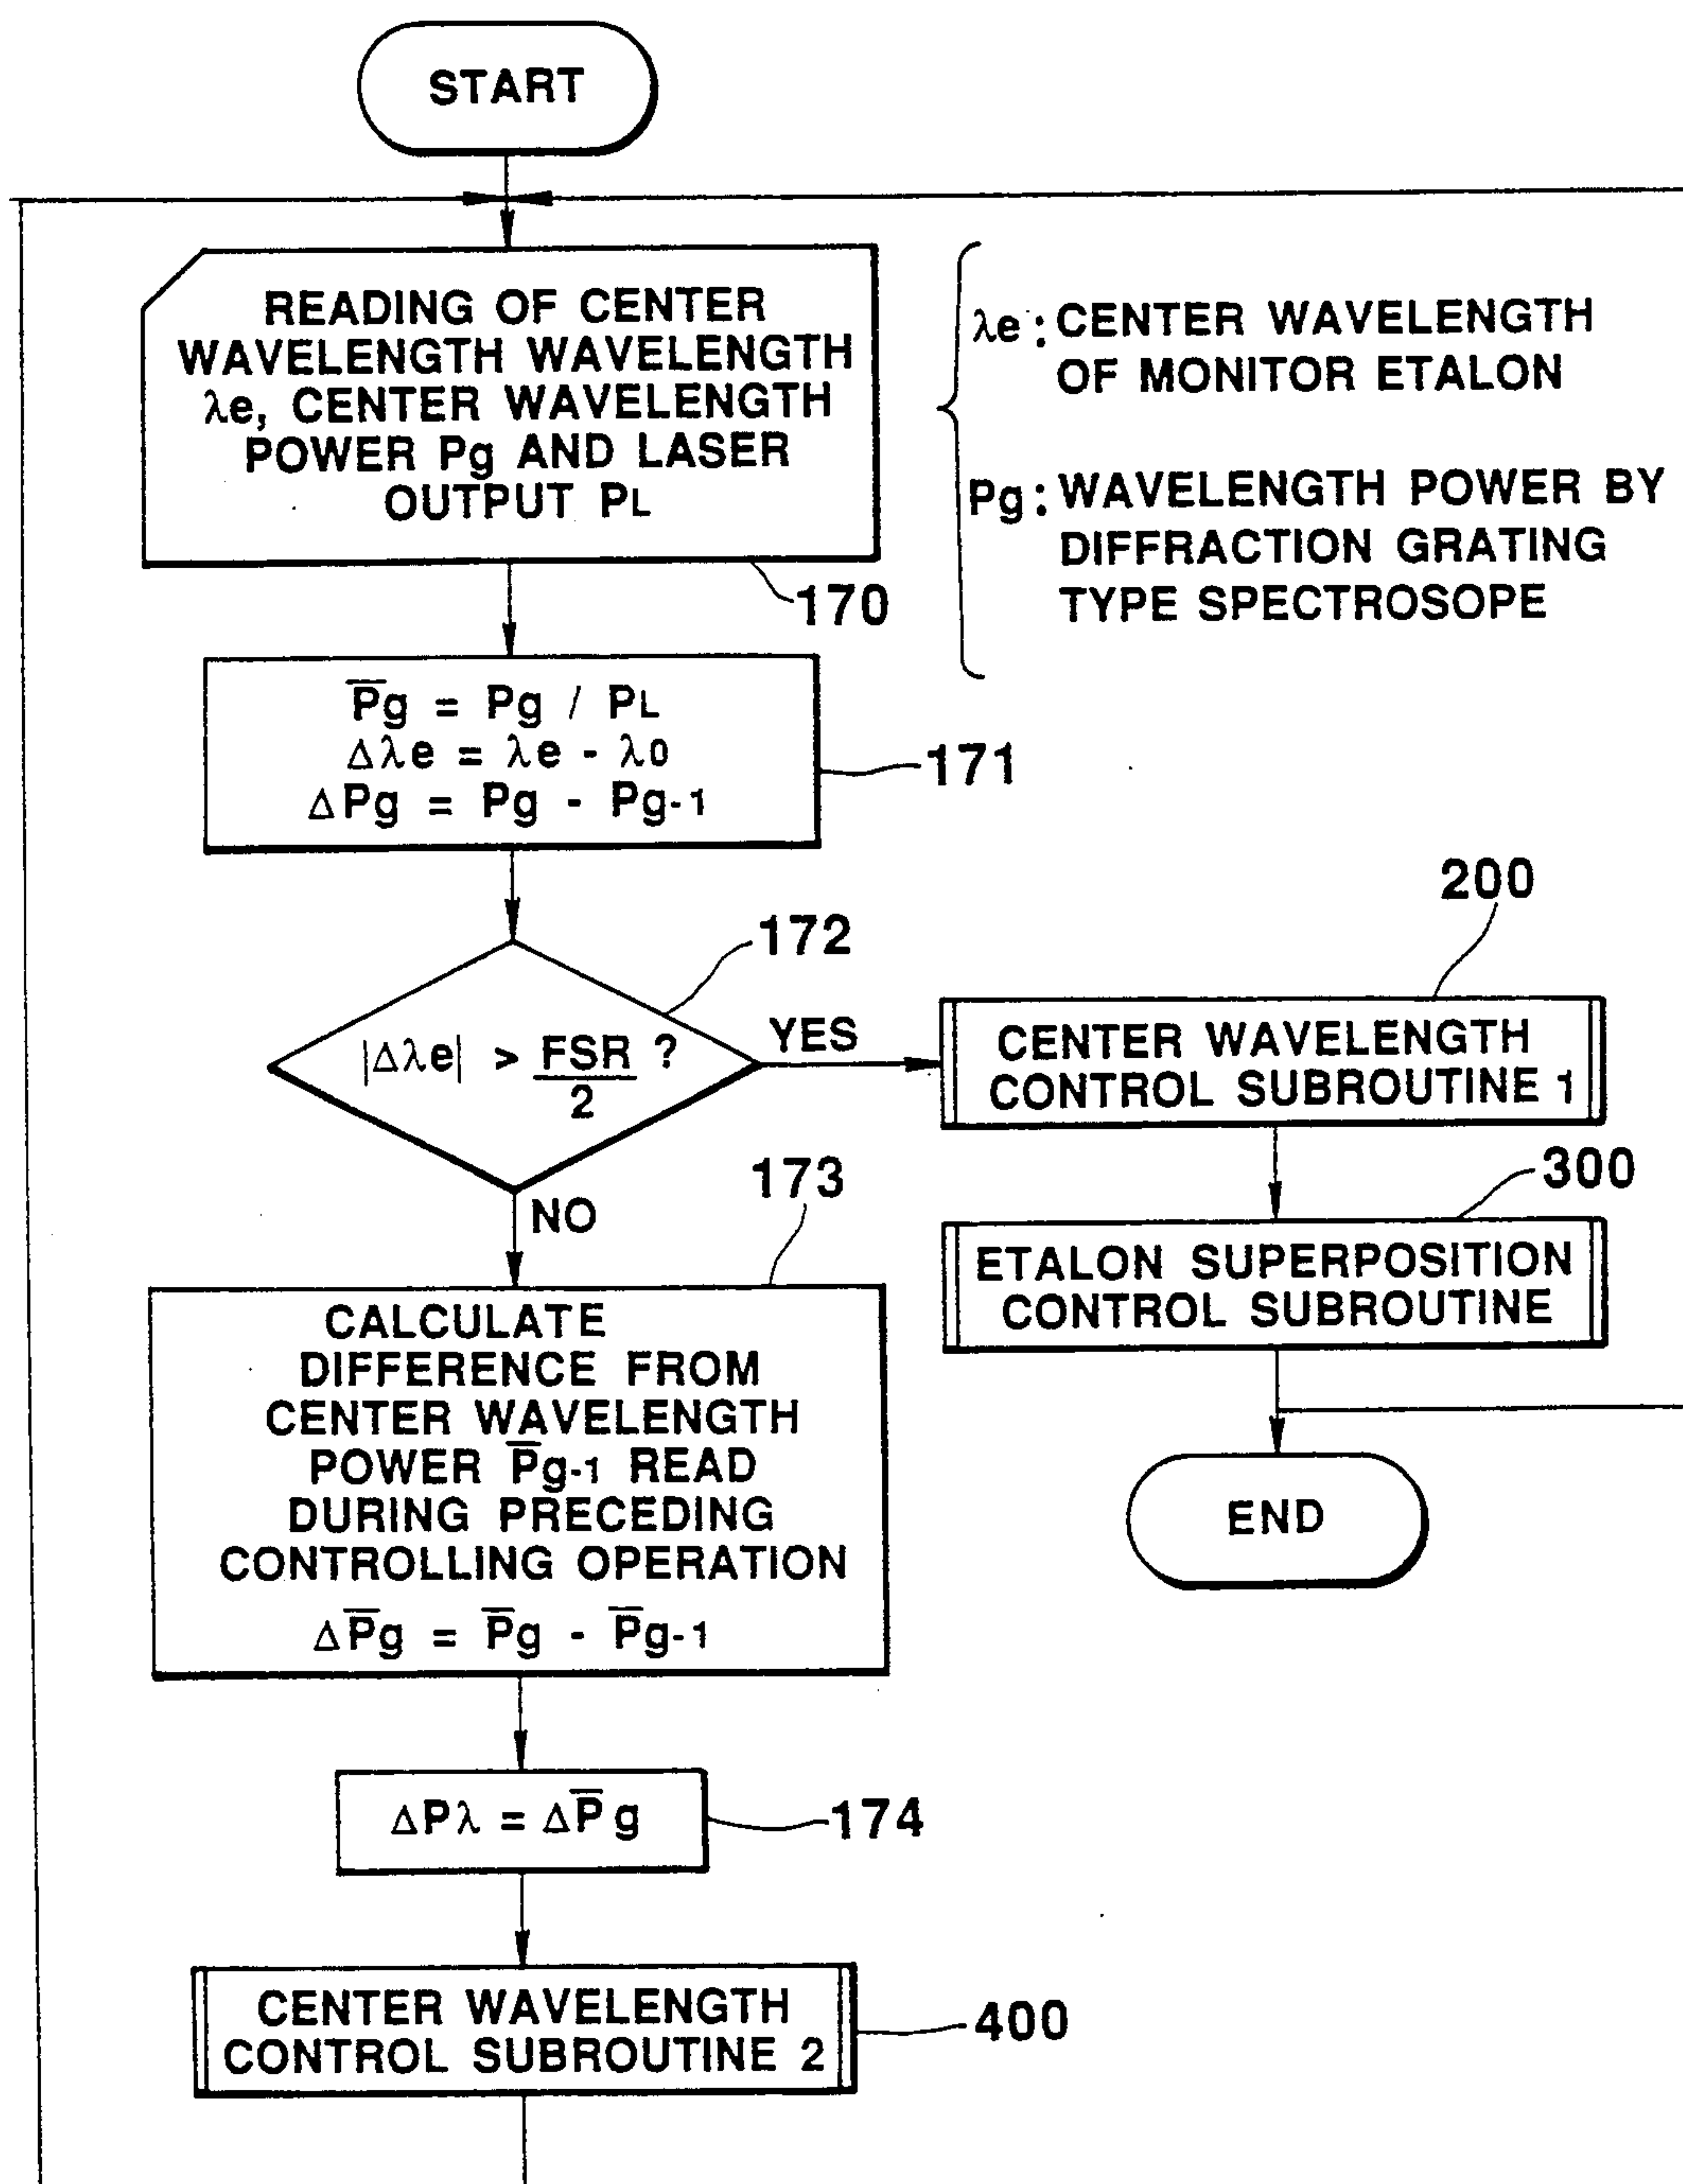 START
READING OF CENTER
WAVELENGTH WAVELENGTH
λe, CENTER WAVELENGTH
POWER Pg AND LASER
OUTPUT PL
170
λe : CENTER WAVELENGTH
OF MONITOR ETALON
Pg : WAVELENGTH POWER BY
DIFFRACTION GRATING
TYPE SPECTROSOPE
P̅g = Pg / PL
Δλe = λe - λ0
ΔPg = Pg - Pg-1
171
172
|Δλe| > FSR ?
2
YES
NO
200
CENTER WAVELENGTH
CONTROL SUBROUTINE 1
300
ETALON SUPERPOSITION
CONTROL SUBROUTINE
END
173
CALCULATE
DIFFERENCE FROM
CENTER WAVELENGTH
POWER P̅g-1 READ
DURING PRECEDING
CONTROLLING OPERATION
ΔP̅g = P̅g - P̅g-1
ΔPλ = ΔP̅g
174
CENTER WAVELENGTH
CONTROL SUBROUTINE 2
400